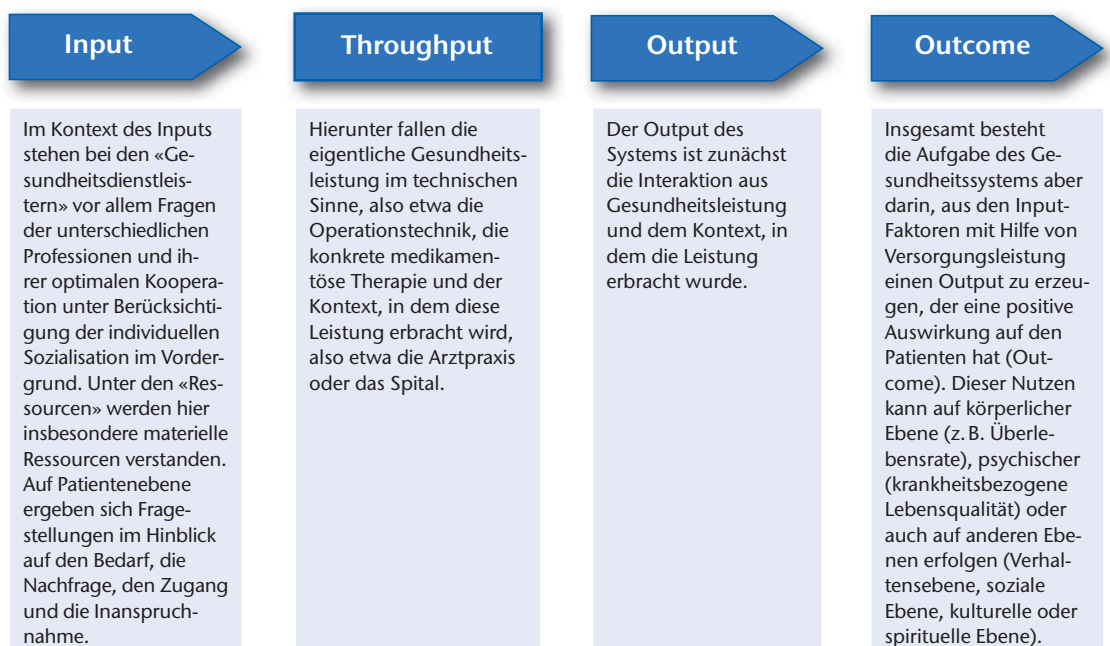 Input
Im Kontext des Inputs
stehen bei den «Ge-
sundheitsdienstleis-
tern» vor allem Fragen
der unterschiedlichen
Professionen und ih-
rer optimalen Koopera-
tion unter Berücksichti-
gung der individuellen
Sozialisation im Vorder-
grund. Unter den «Res-
sourcen» werden hier
insbesondere materielle
Ressourcen verstanden.
Auf Patientenebene
ergeben sich Frage-
stellungen im Hinblick
auf den Bedarf, die
Nachfrage, den Zugang
und die Inanspruch-
nahme.
Throughput
Hierunter fallen die
eigentliche Gesundheits-
leistung im technischen
Sinne, also etwa die
Operationstechnik, die
konkrete medikamen-
töse Therapie und der
Kontext, in dem diese
Leistung erbracht wird,
also etwa die Arztpraxis
oder das Spital.
Output
Der Output des
Systems ist zunächst
die Interaktion aus
Gesundheitsleistung
und dem Kontext, in
dem die Leistung
erbracht wurde.
Outcome
Insgesamt besteht
die Aufgabe des Ge-
sundheitssystems aber
darin, aus den Input-
Faktoren mit Hilfe von
Versorgungsleistung
einen Output zu erzeu-
gen, der eine positive
Auswirkung auf den
Patienten hat (Out-
come). Dieser Nutzen
kann auf körperlicher
Ebene (z. B. Überle-
bensrate), psychischer
(krankheitsbezogene
Lebensqualität) oder
auch auf anderen Ebe-
nen erfolgen (Verhal-
tensebene, soziale
Ebene, kulturelle oder
spirituelle Ebene).